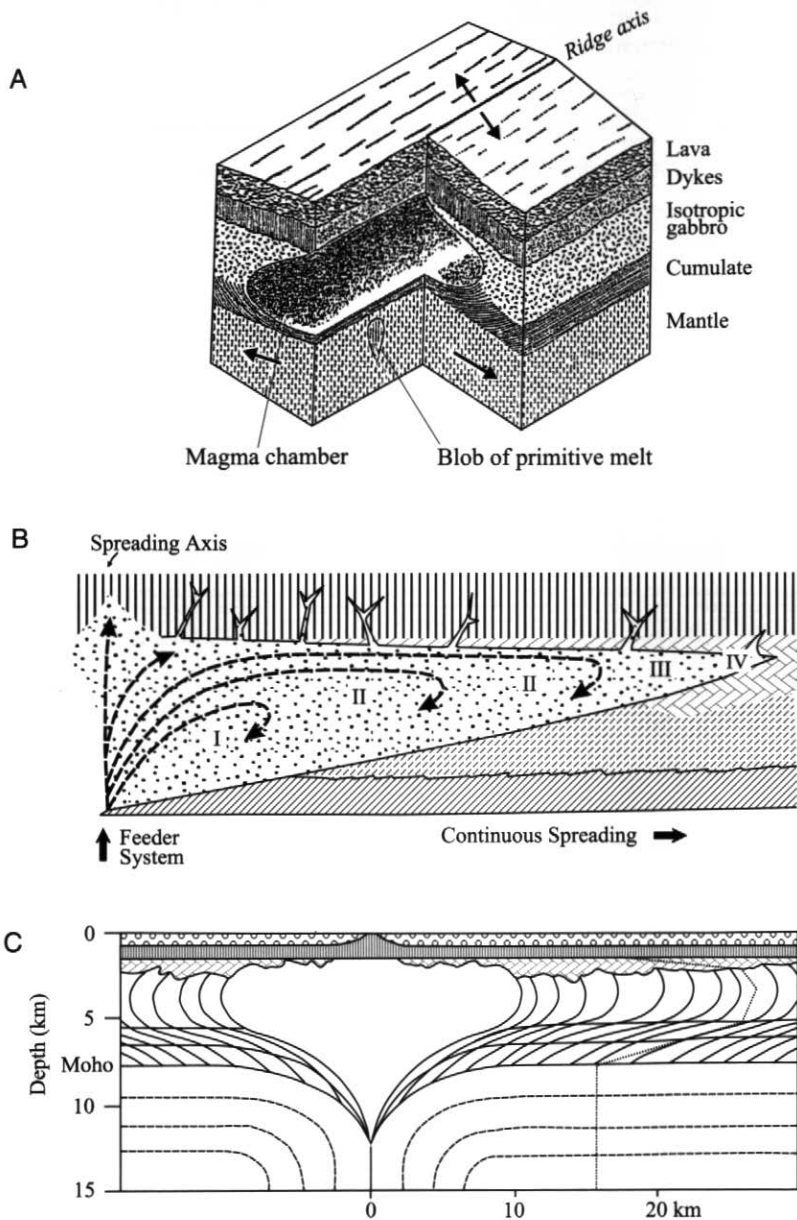 A
Ridge axis
Lava
Dykes
Isotropic
gabbro
Cumulate
Mantle
Magma chamber
Blob of primitive melt
B
Spreading Axis
I
II
II
III
IV
Feeder
System
Continuous Spreading
C
0
5
Moho
10
15
Depth (km)
0
10
20 km